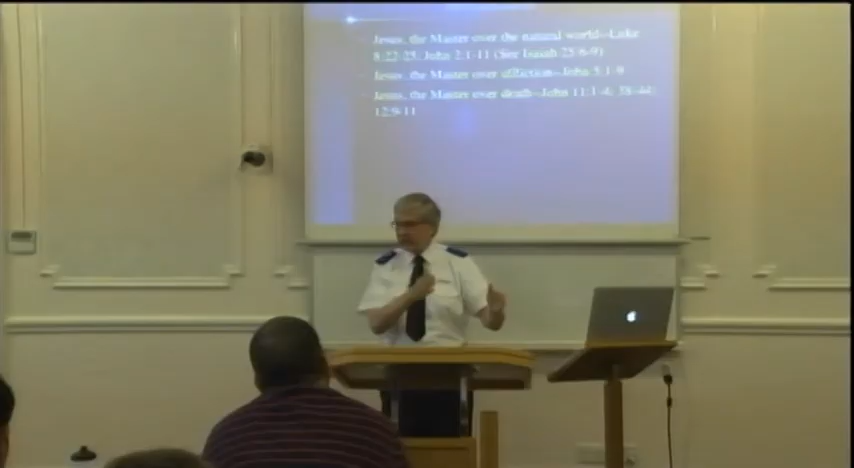 Jesus, the Master over the natural world--Luke
8:22-25; John 2:1-11 (See Isaiah 25:6-9)
Jesus, the Master over affliction--John 5:1-9
Jesus, the Master over death--John 11:1-4; 38-44;
12:9-11